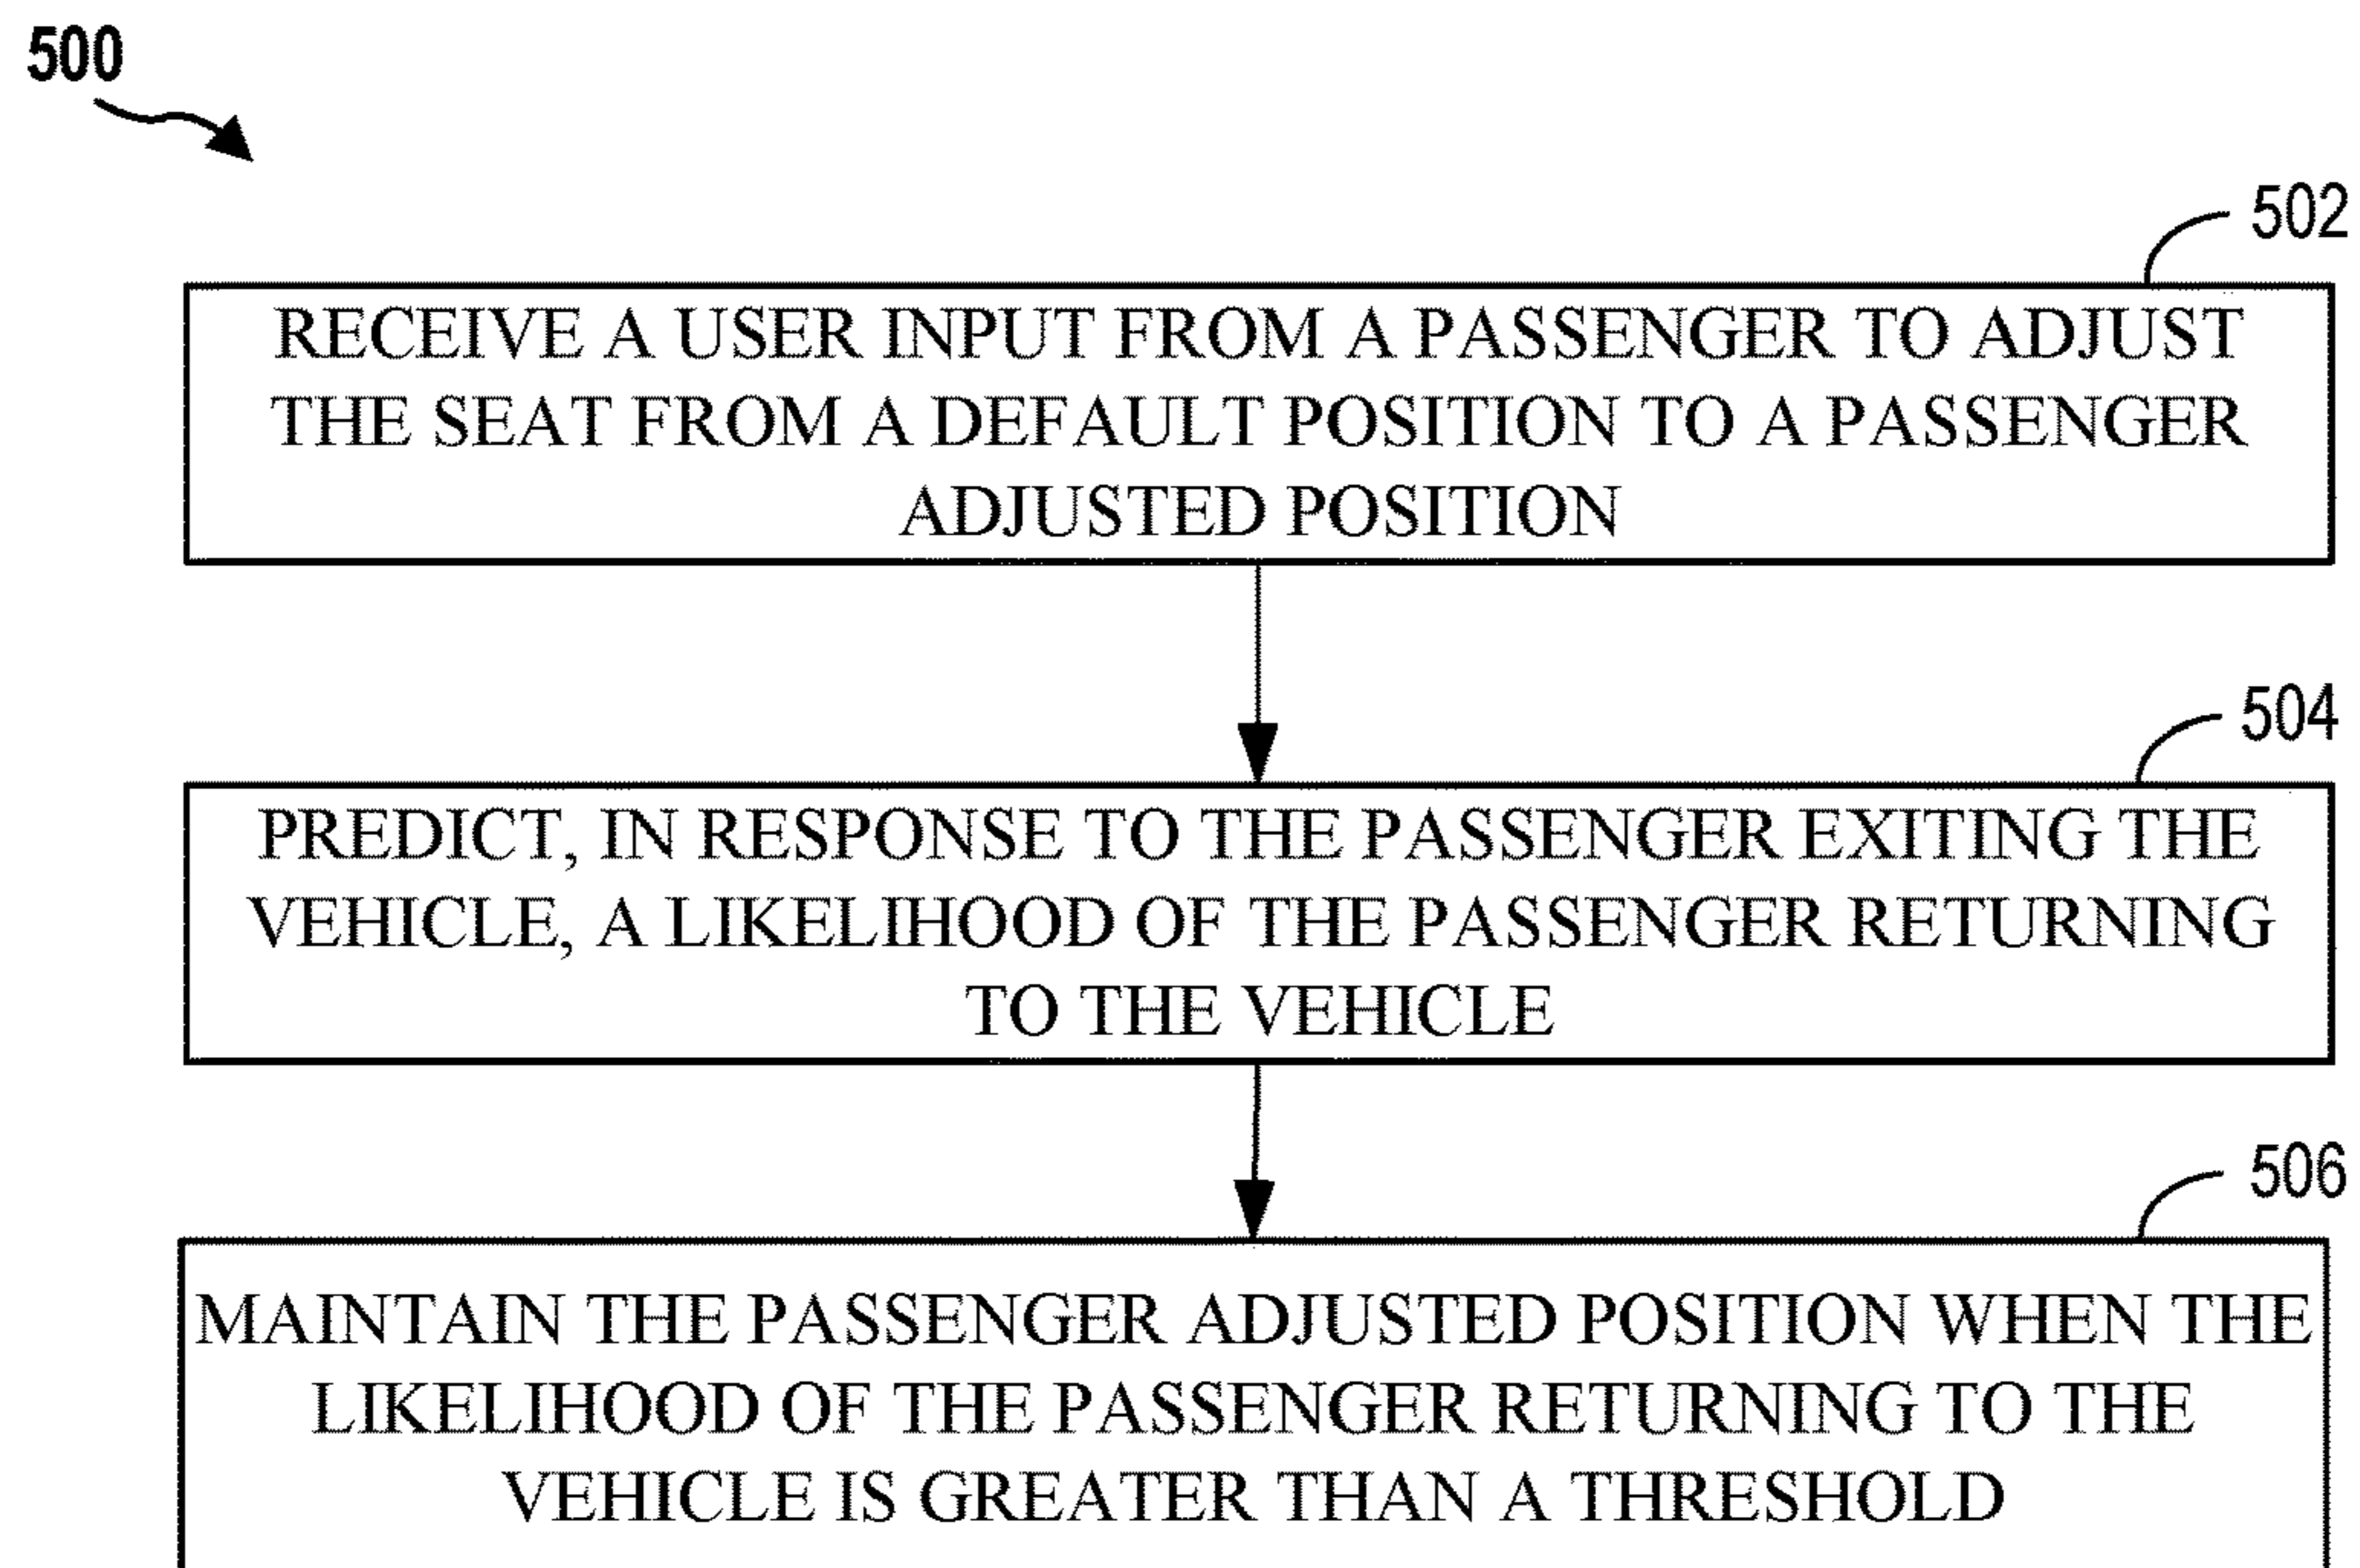 500
502
RECEIVE A USER INPUT FROM A PASSENGER TO ADJUST
THE SEAT FROM A DEFAULT POSITION TO A PASSENGER
ADJUSTED POSITION
504
PREDICT, IN RESPONSE TO THE PASSENGER EXITING THE
VEHICLE, A LIKELIHOOD OF THE PASSENGER RETURNING
TO THE VEHICLE
506
MAINTAIN THE PASSENGER ADJUSTED POSITION WHEN THE
LIKELIHOOD OF THE PASSENGER RETURNING TO THE
VEHICLE IS GREATER THAN A THRESHOLD